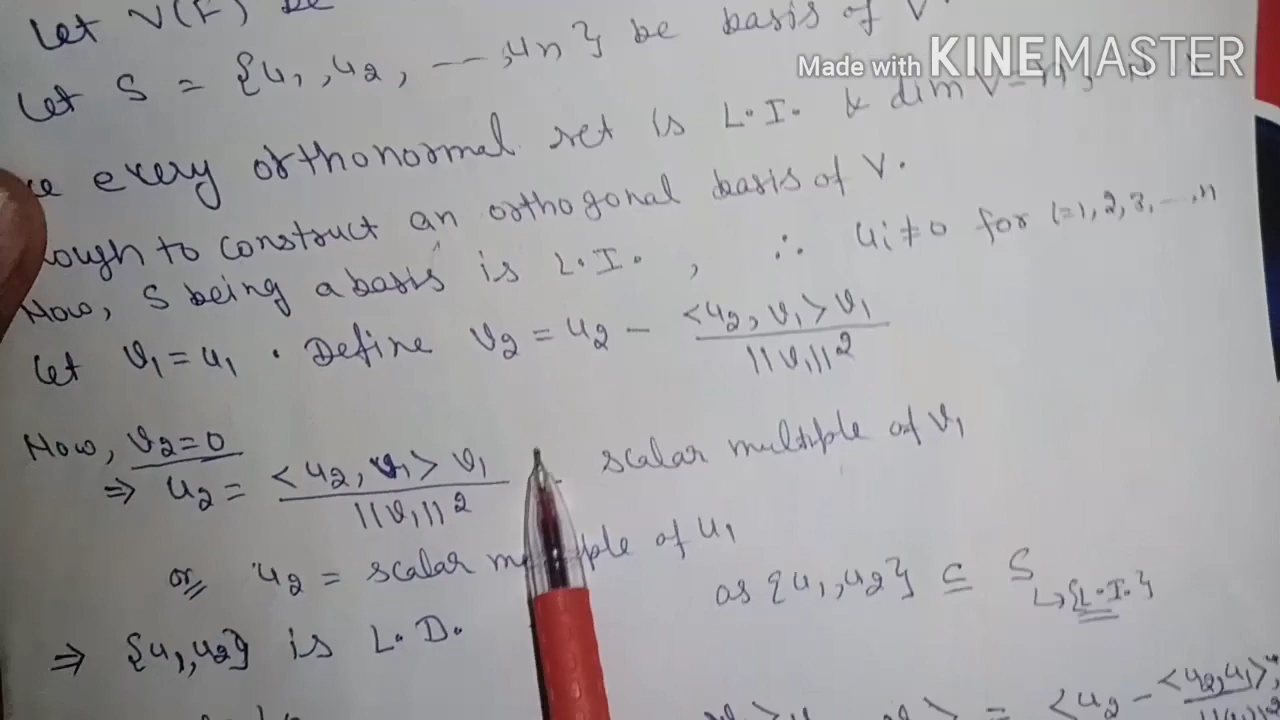 Let V(F) be
Let S = {u1, u2, ---, un} be basis of V.
Made with KINEMASTER
every orthonormal set is L.I. & dim V = n,
to construct an orthogonal basis of V.
Now, S being a basis is L.I. , ∴ ui ≠ 0 for i=1,2,3,--,n
Let v1 = u1 . Define v2 = u2 - <u2, v1> v1 / ||v1||²
Now, v2=0
⇒ u2 = <u2, v1> v1 / ||v1||² scalar multiple of v1
or u2 = scalar multiple of u1
as {u1, u2} ⊆ S ↳{L.I.}
⇒ {u1, u2} is L.D.
> = <u2 - <u2, u1>